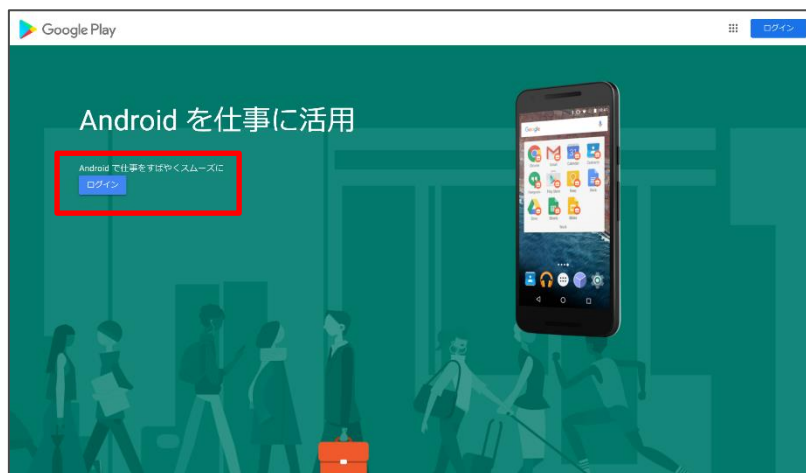 Google Play
ログイン
Android を仕事に活用
Android で仕事をすばやくスムーズに
ログイン
Google